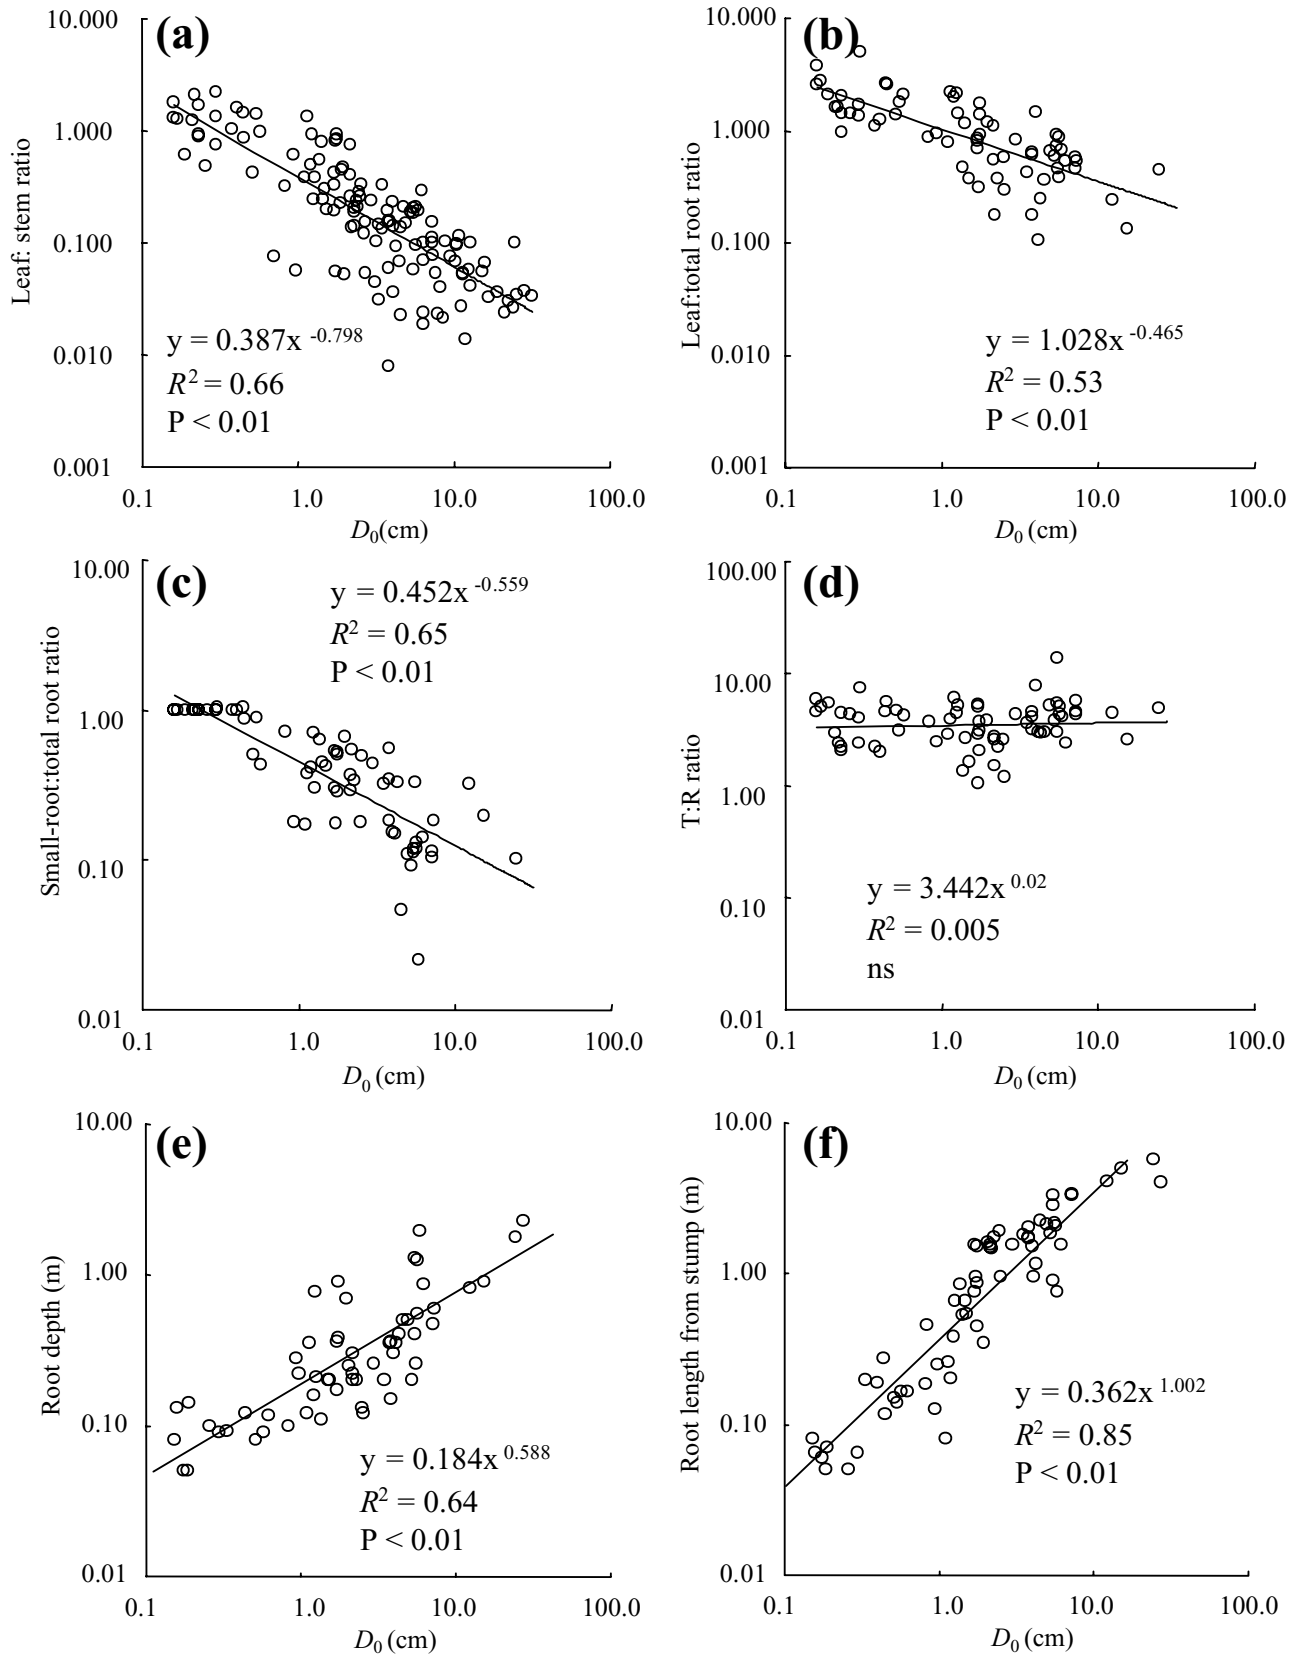 (a)
10.000
1.000
0.100
0.010
0.001
Leaf: stem ratio
y = 0.387x -0.798
R2 = 0.66
P < 0.01
0.1 1.0 10.0 100.0
D0(cm)
(b)
10.000
1.000
0.100
0.010
0.001
Leaf:total root ratio
y = 1.028x -0.465
R2 = 0.53
P < 0.01
0.1 1.0 10.0 100.0
D0 (cm)
(c)
10.00
1.00
0.10
0.01
Small-root:total root ratio
y = 0.452x -0.559
R2 = 0.65
P < 0.01
0.1 1.0 10.0 100.0
D0 (cm)
(d)
100.00
10.00
1.00
0.10
0.01
T:R ratio
y = 3.442x 0.02
R2 = 0.005
ns
0.1 1.0 10.0 100.0
D0 (cm)
(e)
10.00
1.00
0.10
0.01
Root depth (m)
y = 0.184x 0.588
R2 = 0.64
P < 0.01
0.1 1.0 10.0 100.0
D0 (cm)
(f)
10.00
1.00
0.10
0.01
Root length from stump (m)
y = 0.362x 1.002
R2 = 0.85
P < 0.01
0.1 1.0 10.0 100.0
D0 (cm)